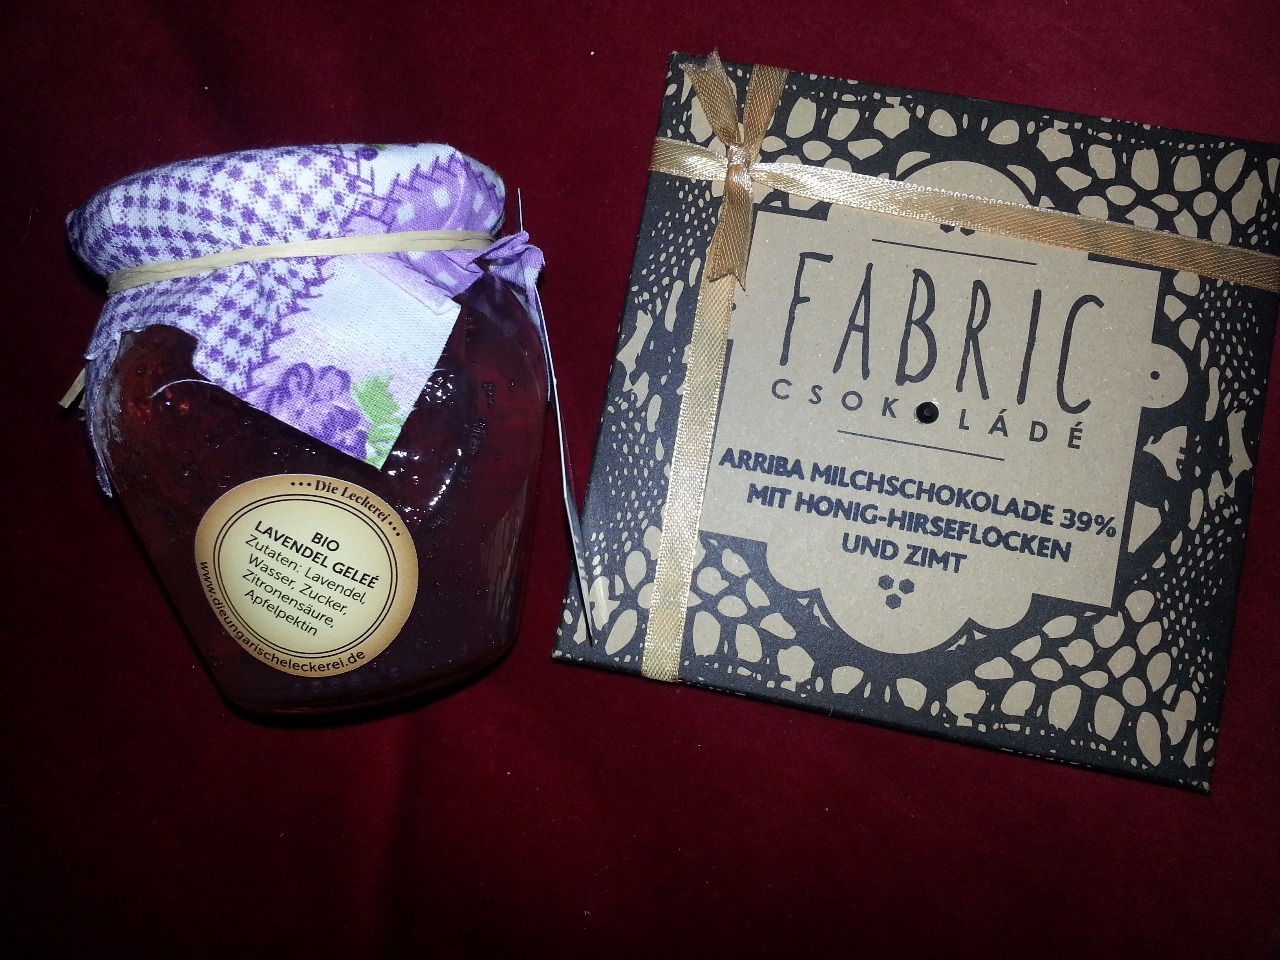 •••Die Leckerei•••
BIO
LAVENDEL GELEÉ
Zutaten: Lavendel,
Wasser, Zucker,
Zitronensäure,
Apfelpektin
www.dieungarischeleckerei.de
FABRIC
CSOKOLÁDÉ
ARRIBA MILCHSCHOKOLADE 39%
MIT HONIG-HIRSEFLOCKEN
UND ZIMT